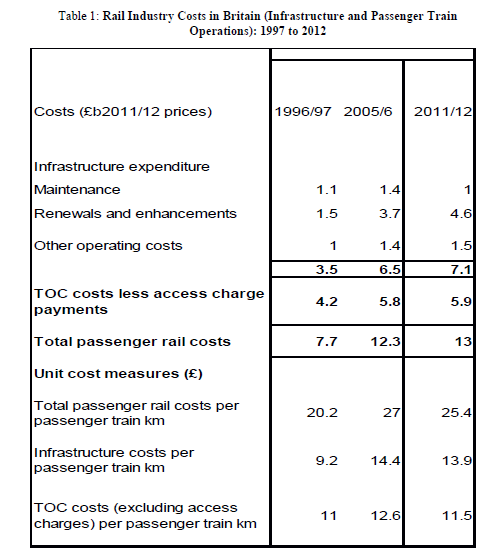 Table 1: Rail Industry Costs in Britain (Infrastructure and Passenger Train
Operations): 1997 to 2012
Costs (£b2011/12 prices) 1996/97 2005/6 2011/12
Infrastructure expenditure
Maintenance 1.1 1.4 1
Renewals and enhancements 1.5 3.7 4.6
Other operating costs 1 1.4 1.5
3.5 6.5 7.1
TOC costs less access charge
payments 4.2 5.8 5.9
Total passenger rail costs 7.7 12.3 13
Unit cost measures (£)
Total passenger rail costs per
passenger train km 20.2 27 25.4
Infrastructure costs per
passenger train km 9.2 14.4 13.9
TOC costs (excluding access
charges) per passenger train km 11 12.6 11.5